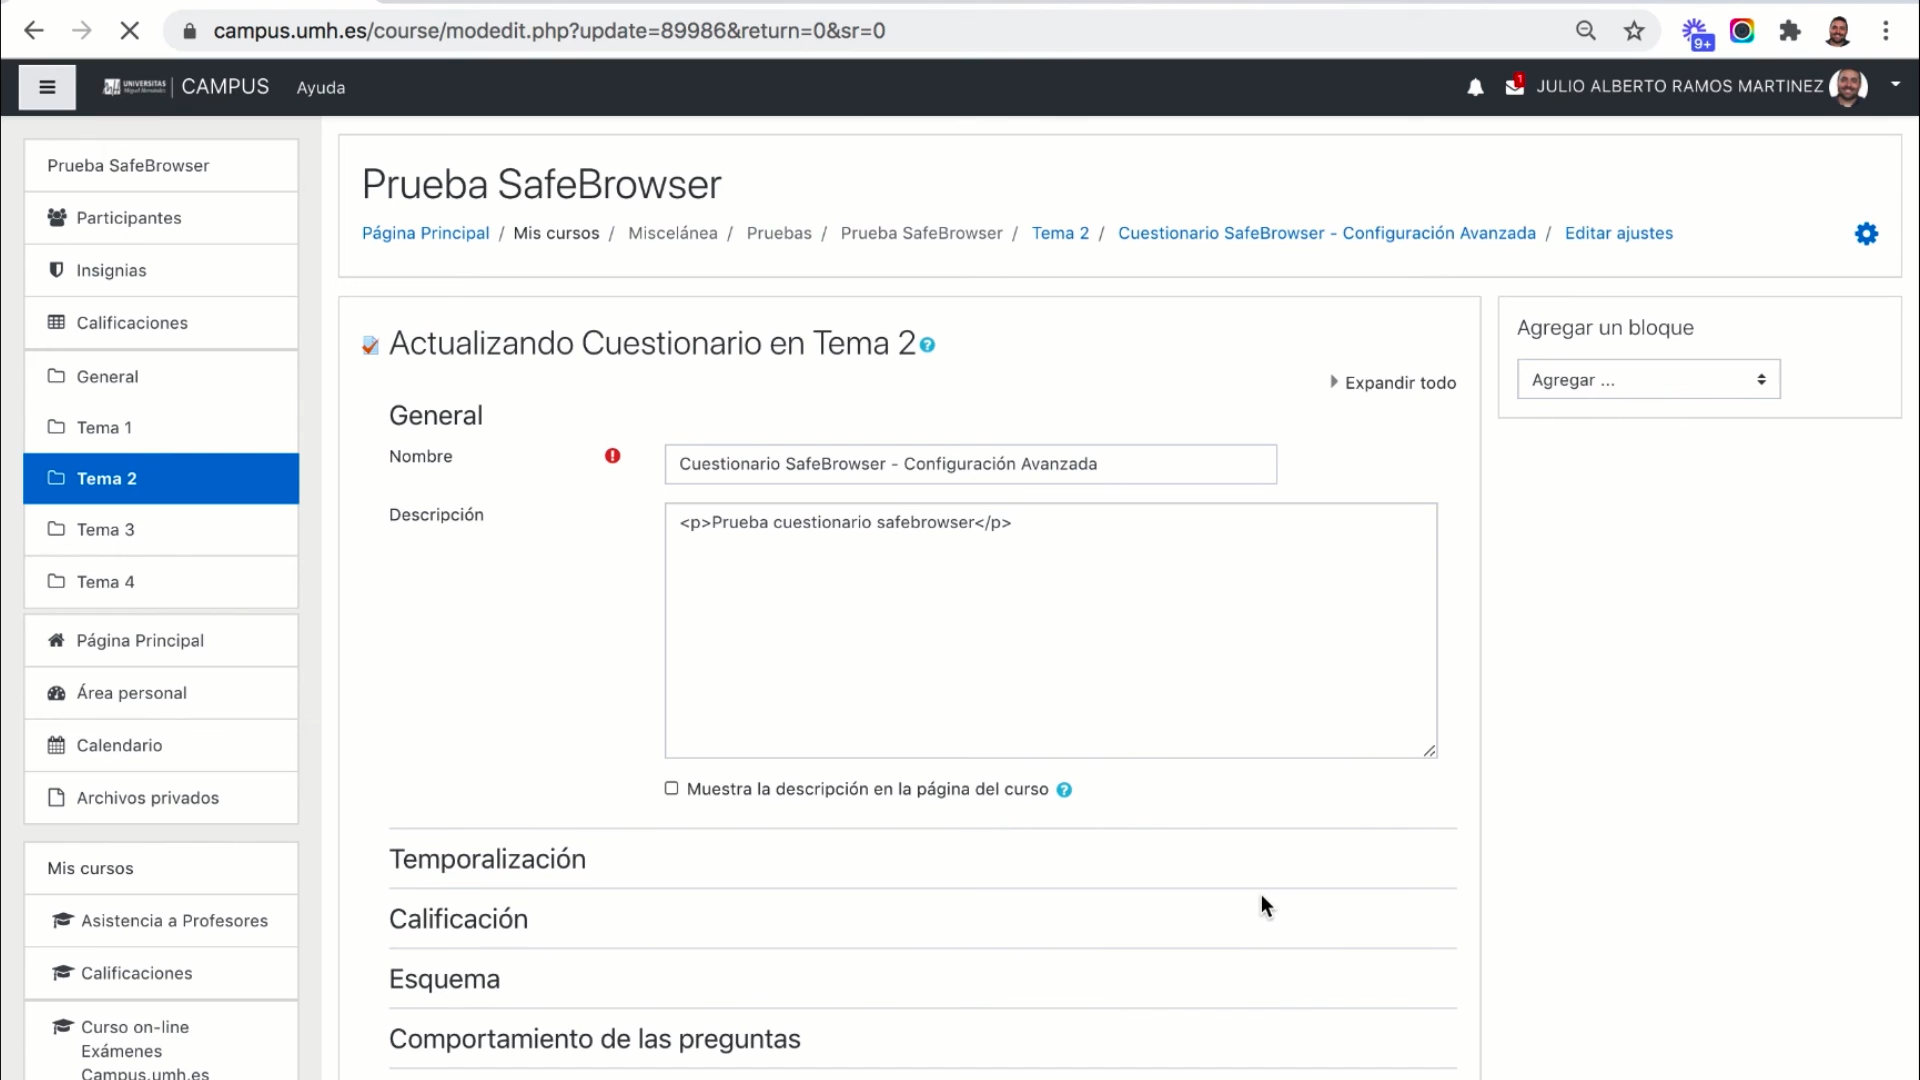 campus.umh.es/course/modedit.php?update=89986&return=0&sr=0
9+
UNIVERSITAS
Miguel Hernández
CAMPUS
Ayuda
1
JULIO ALBERTO RAMOS MARTINEZ
Prueba SafeBrowser
Participantes
Insignias
Calificaciones
General
Tema 1
Tema 2
Tema 3
Tema 4
Página Principal
Área personal
Calendario
Archivos privados
Mis cursos
Asistencia a Profesores
Calificaciones
Curso on-line
Exámenes
Campus.umh.es
Prueba SafeBrowser
Página Principal / Mis cursos / Miscelánea / Pruebas / Prueba SafeBrowser / Tema 2 / Cuestionario SafeBrowser - Configuración Avanzada / Editar ajustes
Actualizando Cuestionario en Tema 2
Expandir todo
General
Nombre
Cuestionario SafeBrowser - Configuración Avanzada
Descripción
<p>Prueba cuestionario safebrowser</p>
Muestra la descripción en la página del curso
Temporalización
Calificación
Esquema
Comportamiento de las preguntas
Agregar un bloque
Agregar ...